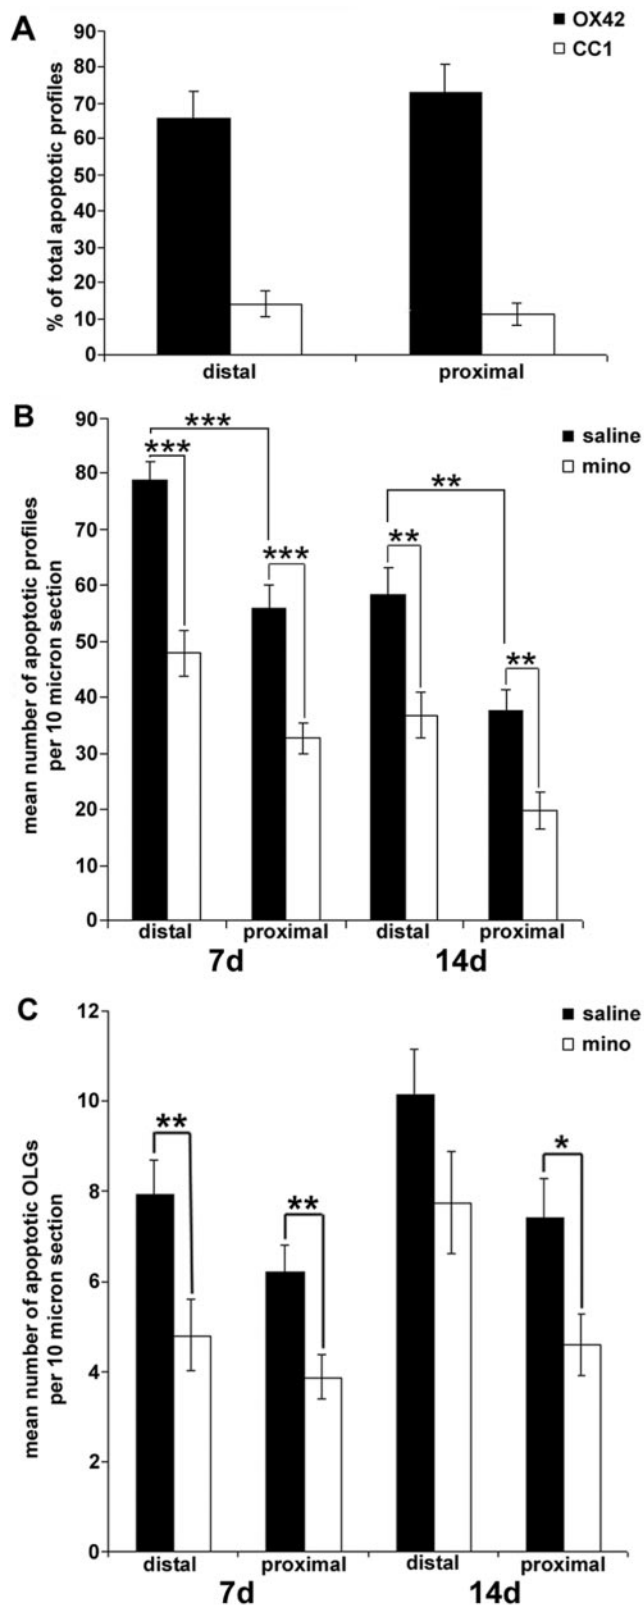 A
OX42
CC1
% of total apoptotic profiles
90
80
70
60
50
40
30
20
10
0
distal proximal
B
saline
mino
mean number of apoptotic profiles
per 10 micron section
90
80
70
60
50
40
30
20
10
0
***
***
***
**
**
**
distal proximal distal proximal
7d 14d
C
saline
mino
mean number of apoptotic OLGs
per 10 micron section
12
10
8
6
4
2
0
**
**
*
distal proximal distal proximal
7d 14d